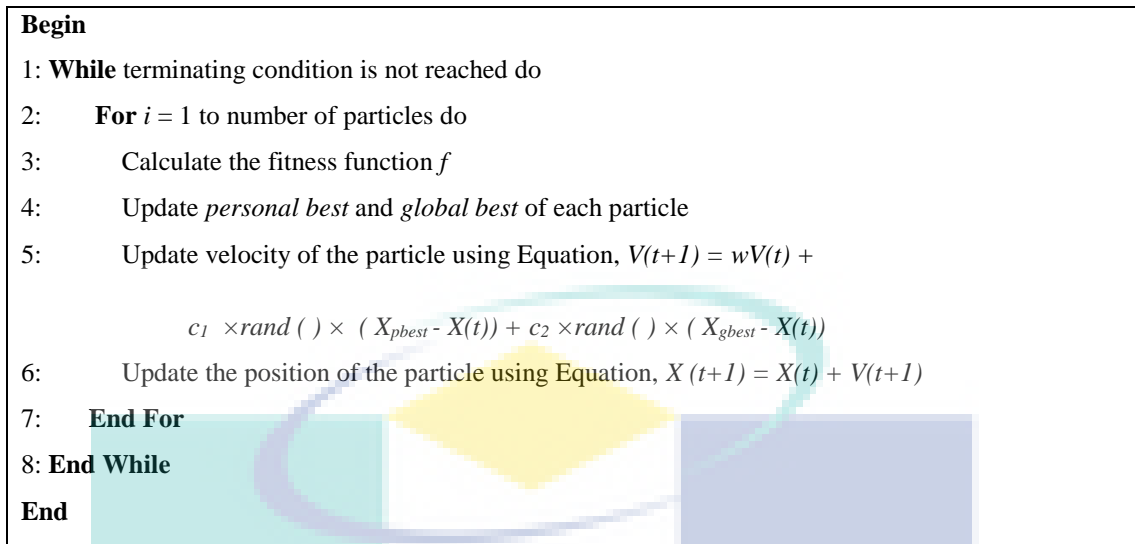 Begin
1: While terminating condition is not reached do
2: For i = 1 to number of particles do
3: Calculate the fitness function f
4: Update personal best and global best of each particle
5: Update velocity of the particle using Equation, V(t+1) = wV(t) +
c1 ×rand ( ) × ( Xpbest - X(t)) + c2 ×rand ( ) × ( Xgbest - X(t))
6: Update the position of the particle using Equation, X (t+1) = X(t) + V(t+1)
7: End For
8: End While
End